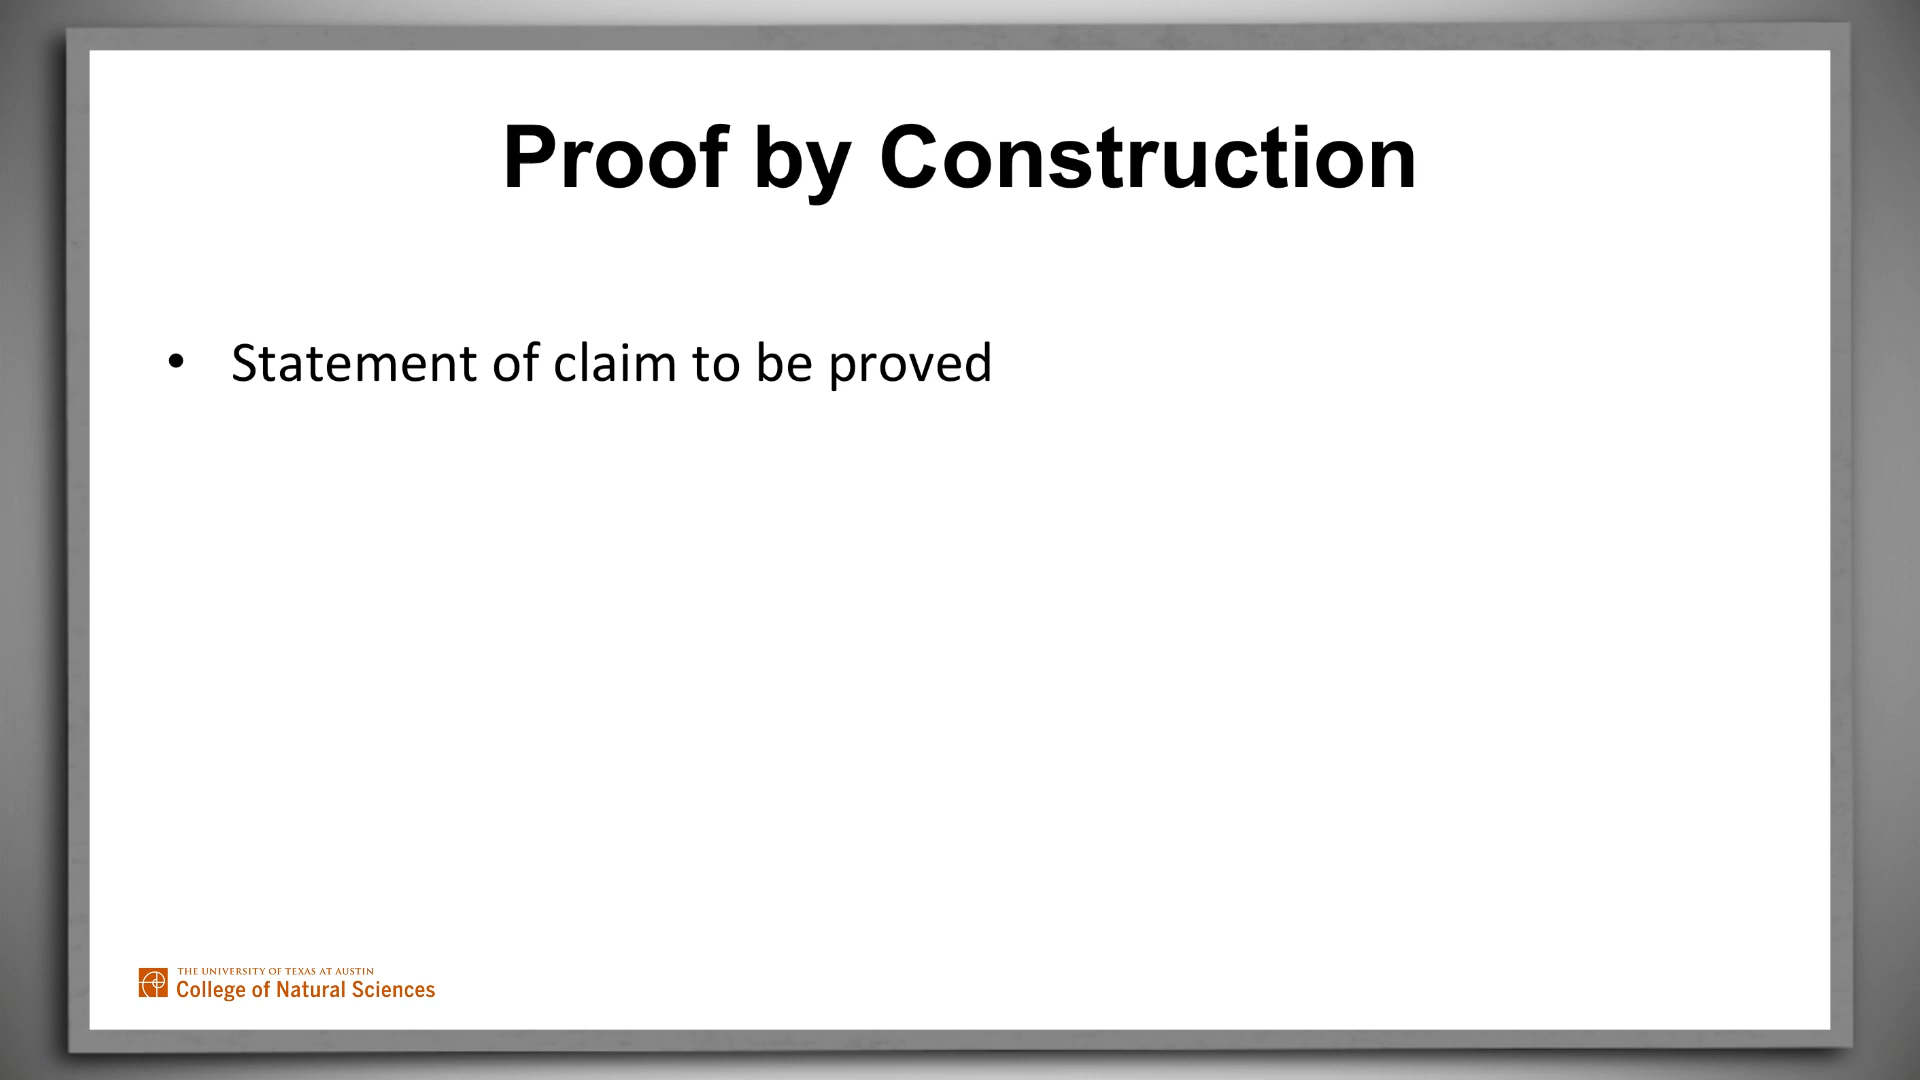 Proof by Construction
• Statement of claim to be proved
THE UNIVERSITY OF TEXAS AT AUSTIN
College of Natural Sciences